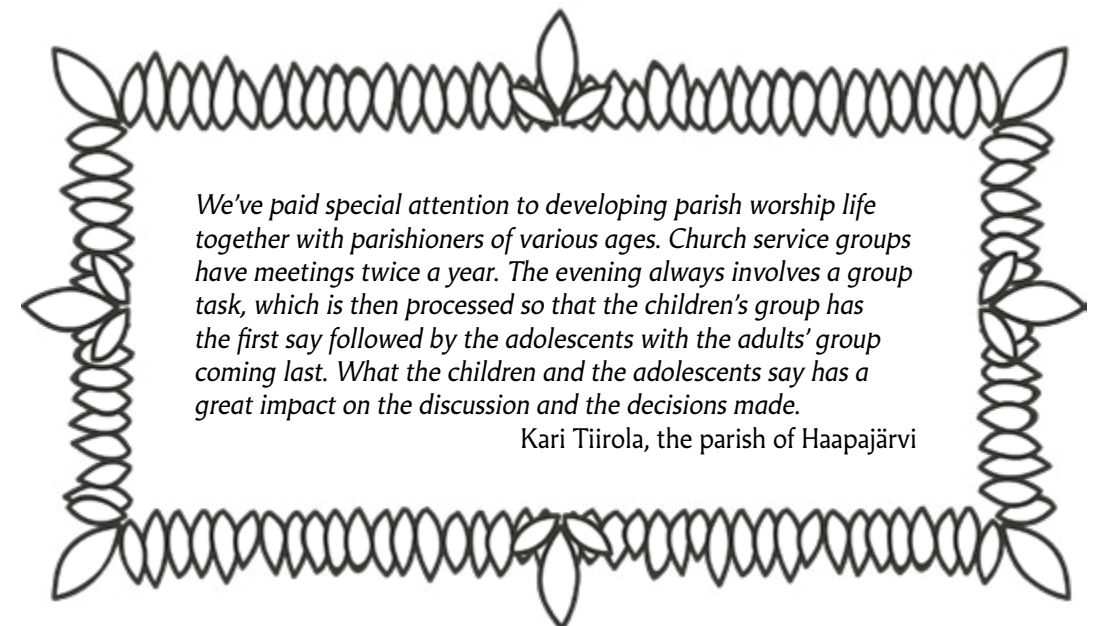 We’ve paid special attention to developing parish worship life
together with parishioners of various ages. Church service groups
have meetings twice a year. The evening always involves a group
task, which is then processed so that the children’s group has
the first say followed by the adolescents with the adults’ group
coming last. What the children and the adolescents say has a
great impact on the discussion and the decisions made.
Kari Tiirola, the parish of Haapajärvi